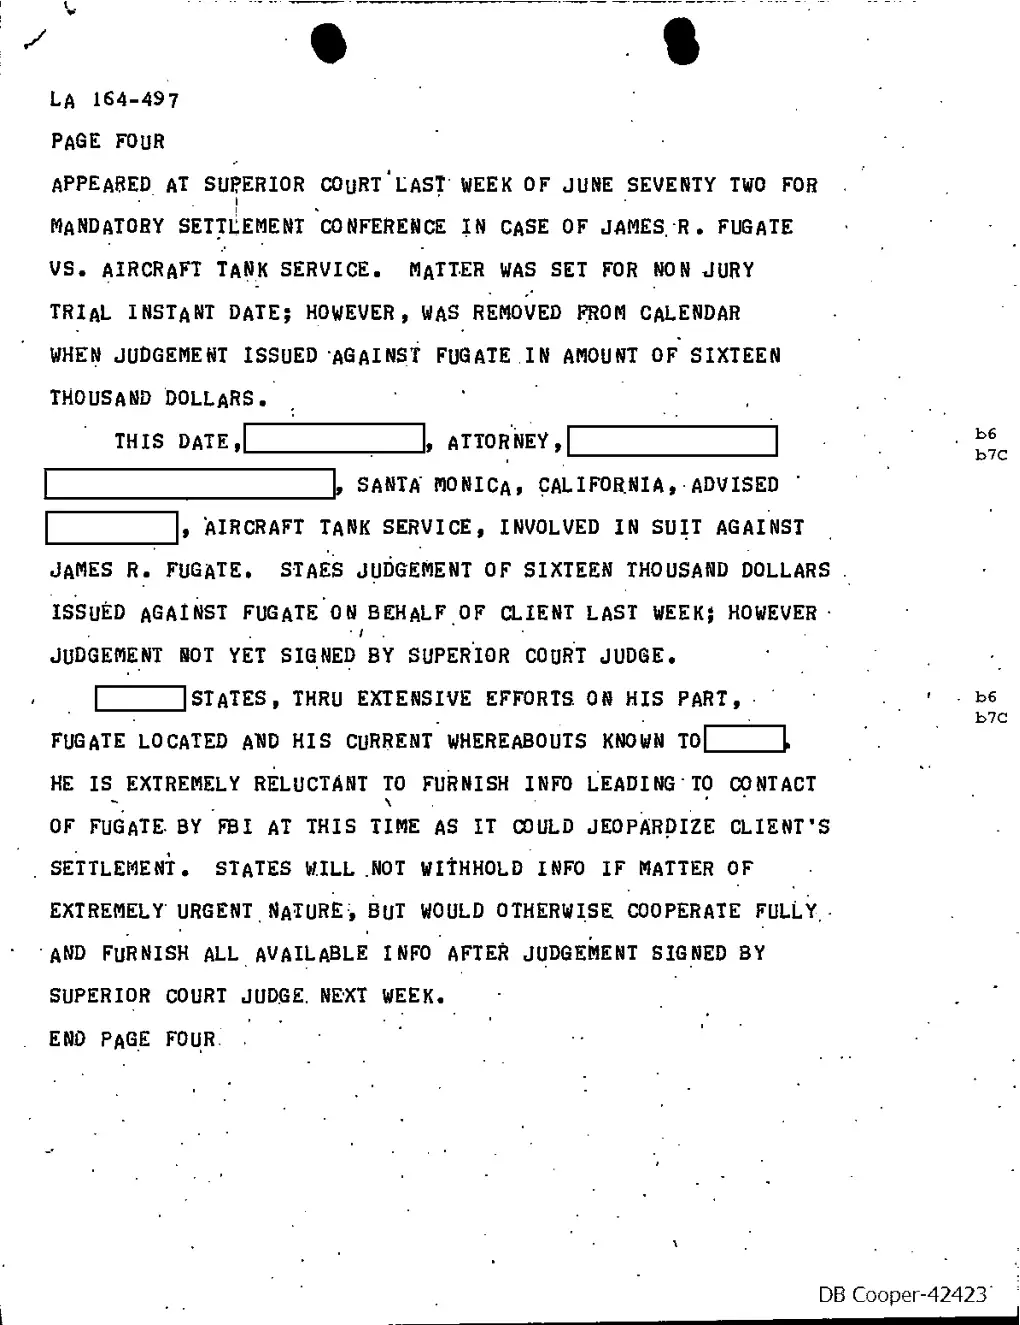 LA 164-497
PAGE FOUR
APPEARED AT SUPERIOR COURT LAST WEEK OF JUNE SEVENTY TWO FOR
MANDATORY SETTLEMENT CONFERENCE IN CASE OF JAMES R. FUGATE
VS. AIRCRAFT TANK SERVICE. MATTER WAS SET FOR NON JURY
TRIAL INSTANT DATE; HOWEVER, WAS REMOVED FROM CALENDAR
WHEN JUDGEMENT ISSUED AGAINST FUGATE IN AMOUNT OF SIXTEEN
THOUSAND DOLLARS.
THIS DATE, , ATTORNEY,
b6
b7C
, SANTA MONICA, CALIFORNIA, ADVISED
, AIRCRAFT TANK SERVICE, INVOLVED IN SUIT AGAINST
JAMES R. FUGATE. STAES JUDGEMENT OF SIXTEEN THOUSAND DOLLARS
ISSUED AGAINST FUGATE ON BEHALF OF CLIENT LAST WEEK; HOWEVER
JUDGEMENT NOT YET SIGNED BY SUPERIOR COURT JUDGE.
STATES, THRU EXTENSIVE EFFORTS ON HIS PART,
b6
b7C
FUGATE LOCATED AND HIS CURRENT WHEREABOUTS KNOWN TO .
HE IS EXTREMELY RELUCTANT TO FURNISH INFO LEADING TO CONTACT
OF FUGATE BY FBI AT THIS TIME AS IT COULD JEOPARDIZE CLIENT'S
SETTLEMENT. STATES WILL NOT WITHHOLD INFO IF MATTER OF
EXTREMELY URGENT NATURE, BUT WOULD OTHERWISE COOPERATE FULLY
AND FURNISH ALL AVAILABLE INFO AFTER JUDGEMENT SIGNED BY
SUPERIOR COURT JUDGE NEXT WEEK.
END PAGE FOUR
DB Cooper-42423